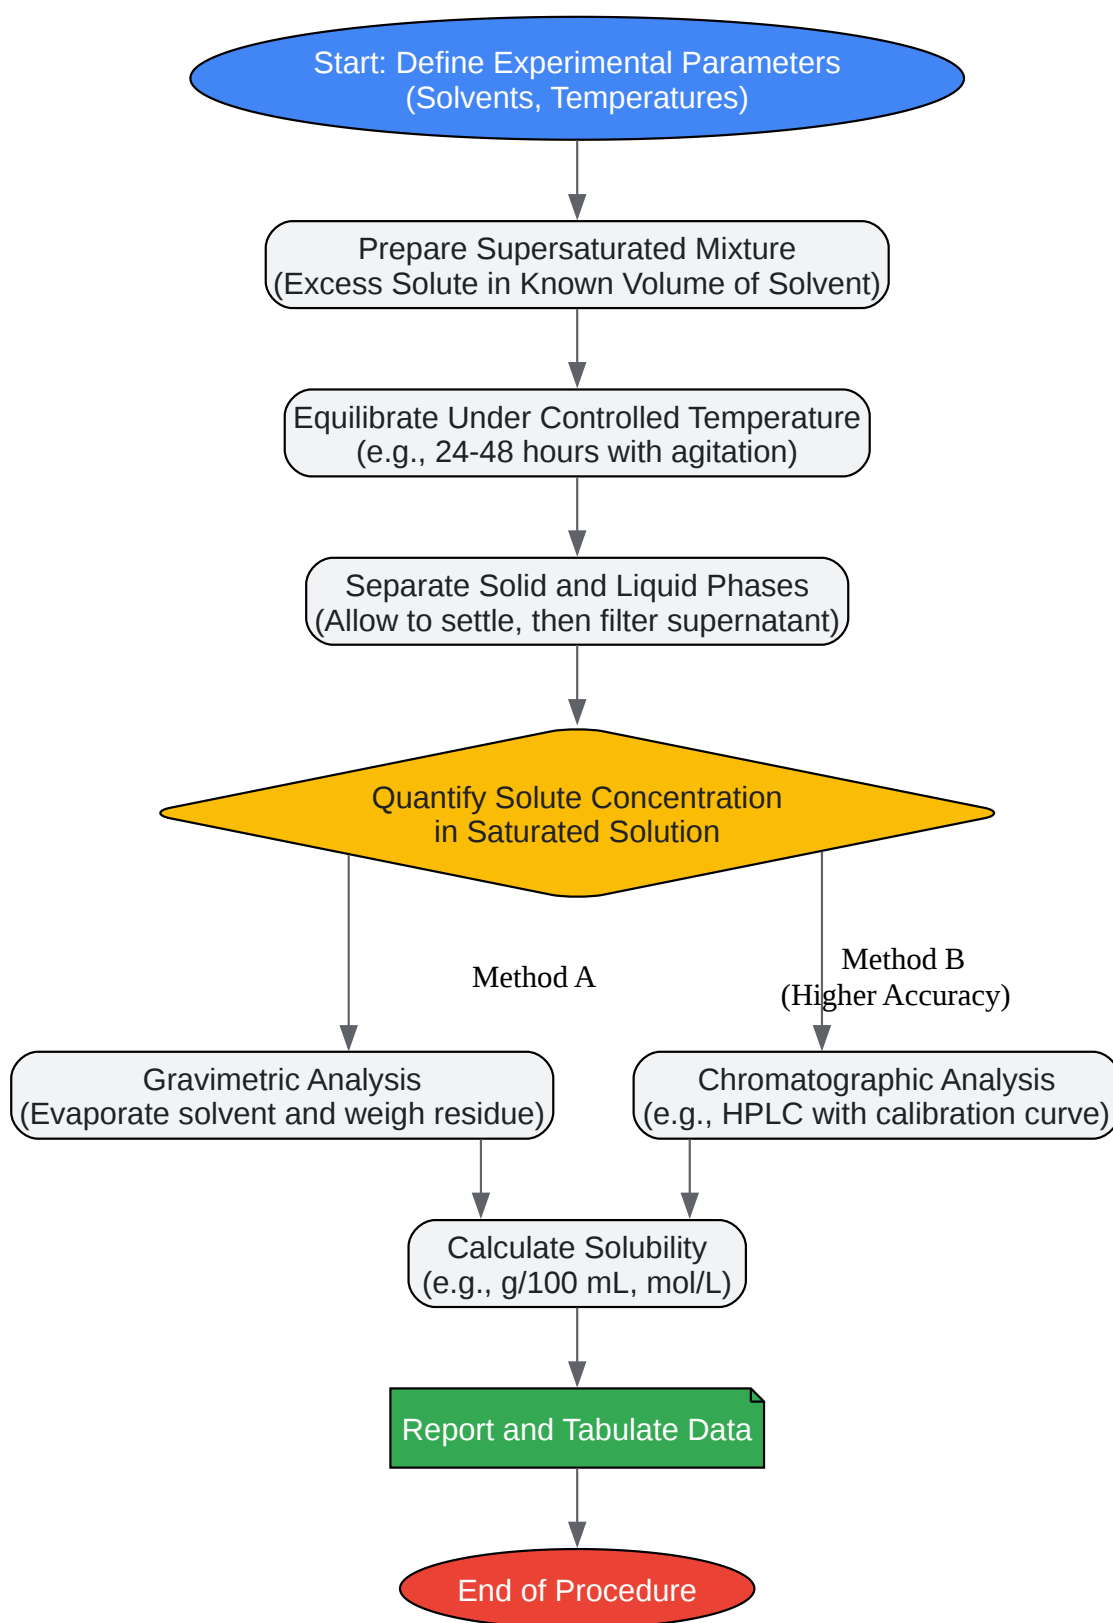 Start: Define Experimental Parameters
(Solvents, Temperatures)
Prepare Supersaturated Mixture
(Excess Solute in Known Volume of Solvent)
Equilibrate Under Controlled Temperature
(e.g., 24-48 hours with agitation)
Separate Solid and Liquid Phases
(Allow to settle, then filter supernatant)
Quantify Solute Concentration
in Saturated Solution
Method A
Method B
(Higher Accuracy)
Gravimetric Analysis
(Evaporate solvent and weigh residue)
Chromatographic Analysis
(e.g., HPLC with calibration curve)
Calculate Solubility
(e.g., g/100 mL, mol/L)
Report and Tabulate Data
End of Procedure